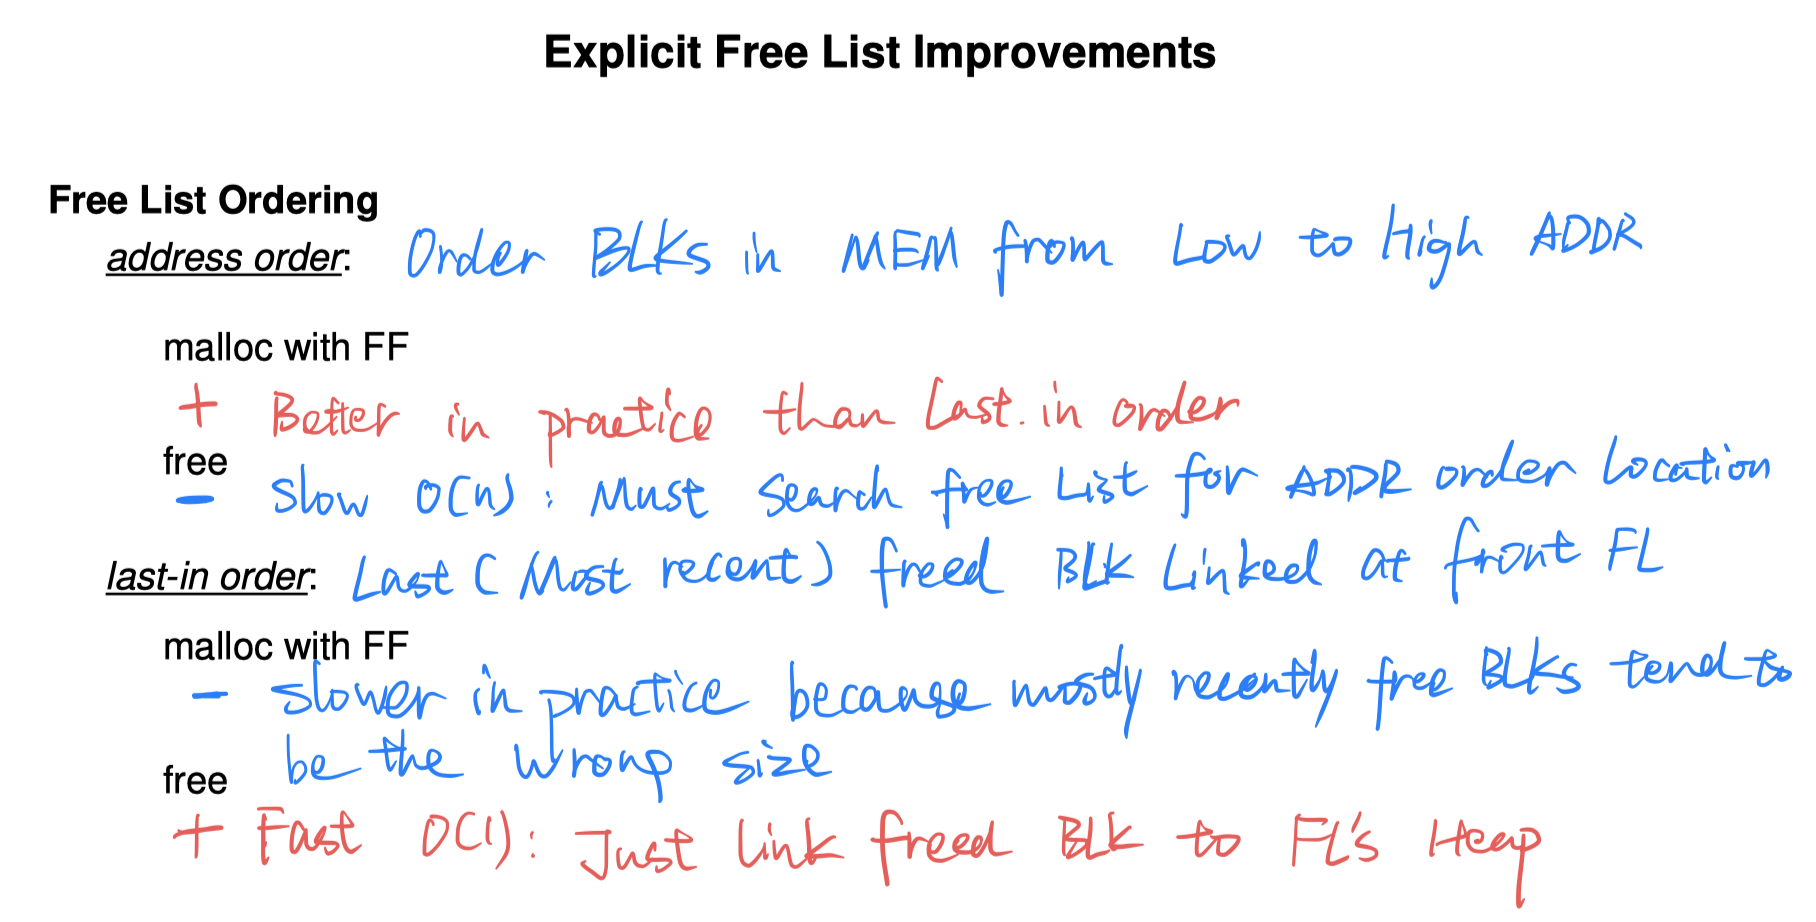 Explicit Free List Improvements
Free List Ordering
address order: Order BLKs in MEM from Low to High ADDR
malloc with FF
+ Better in practice than Last.in order
free
- Slow O(n) : Must Search free List for ADDR order Location
last-in order: Last (Most recent) freed BLK Linked at front FL
malloc with FF
- slower in practice because mostly recently free BLKs tend to
be the wrong size
free
+ Fast O(1): Just link freed BLK to FL's Heap